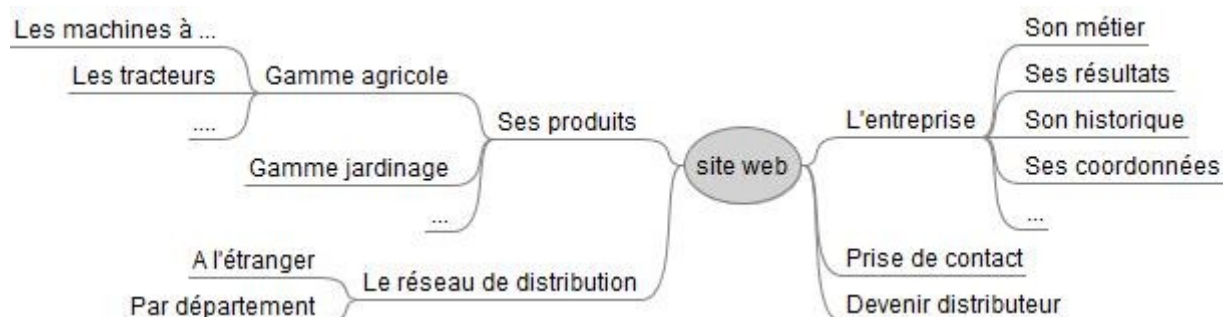 Les machines à ...
Les tracteurs
....
Gamme agricole
Gamme jardinage
...
Ses produits
A l'étranger
Par département
Le réseau de distribution
site web
L'entreprise
Son métier
Ses résultats
Son historique
Ses coordonnées
...
Prise de contact
Devenir distributeur